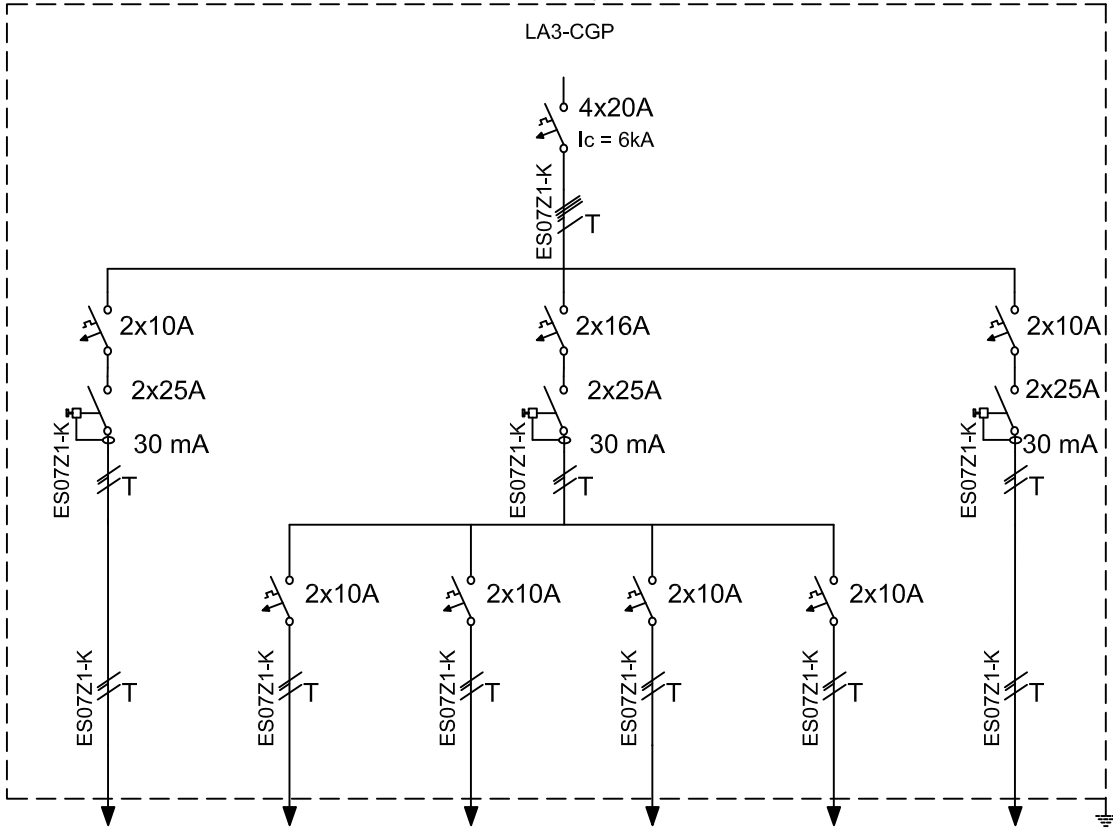 LA3-CGP
4x20A
Ic = 6kA
ES07Z1-K
T
2x10A
2x16A
2x10A
2x25A
2x25A
2x25A
30 mA
30 mA
30 mA
ES07Z1-K
T
ES07Z1-K
T
ES07Z1-K
T
2x10A
2x10A
2x10A
2x10A
ES07Z1-K
T
ES07Z1-K
T
ES07Z1-K
T
ES07Z1-K
T
ES07Z1-K
T
ES07Z1-K
T